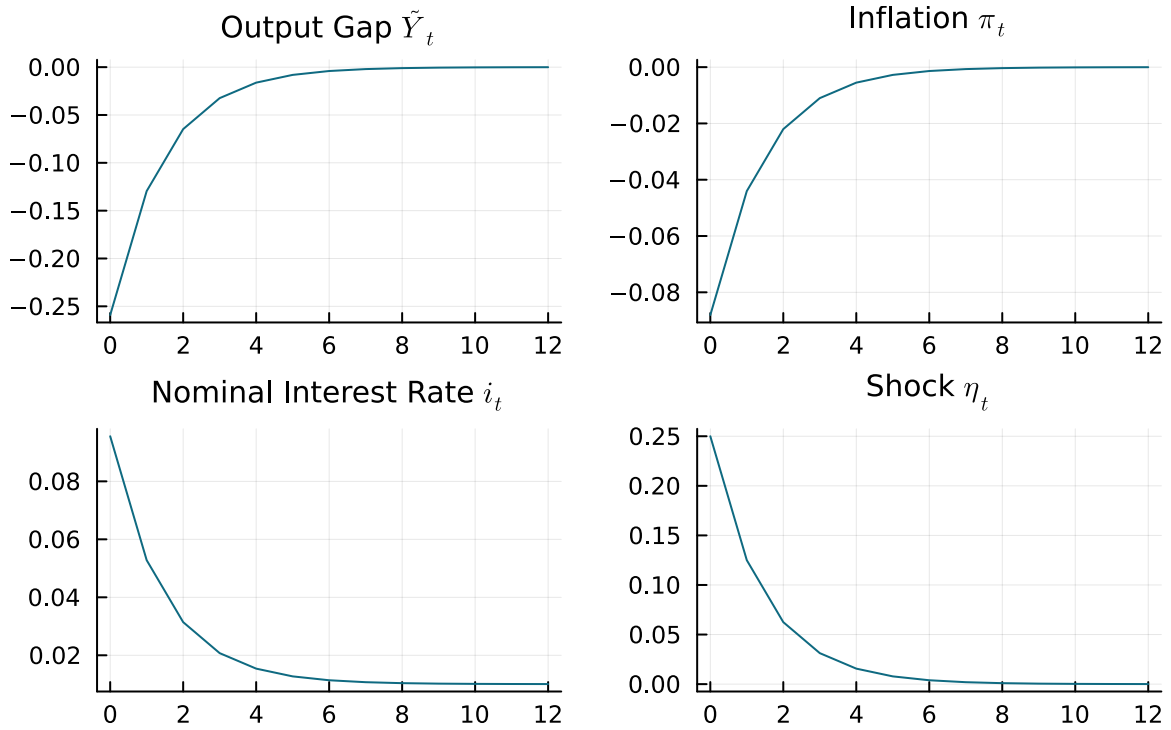 Output Gap Ỹ_t
0.00
−0.05
−0.10
−0.15
−0.20
−0.25
0 2 4 6 8 10 12
Inflation π_t
0.00
−0.02
−0.04
−0.06
−0.08
0 2 4 6 8 10 12
Nominal Interest Rate i_t
0.08
0.06
0.04
0.02
0 2 4 6 8 10 12
Shock η_t
0.25
0.20
0.15
0.10
0.05
0.00
0 2 4 6 8 10 12